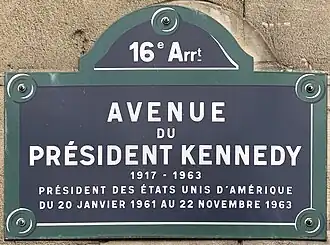 16e Arrt
AVENUE
DU
PRÉSIDENT KENNEDY
1917 - 1963
PRÉSIDENT DES ÉTATS UNIS D'AMÉRIQUE
DU 20 JANVIER 1961 AU 22 NOVEMBRE 1963